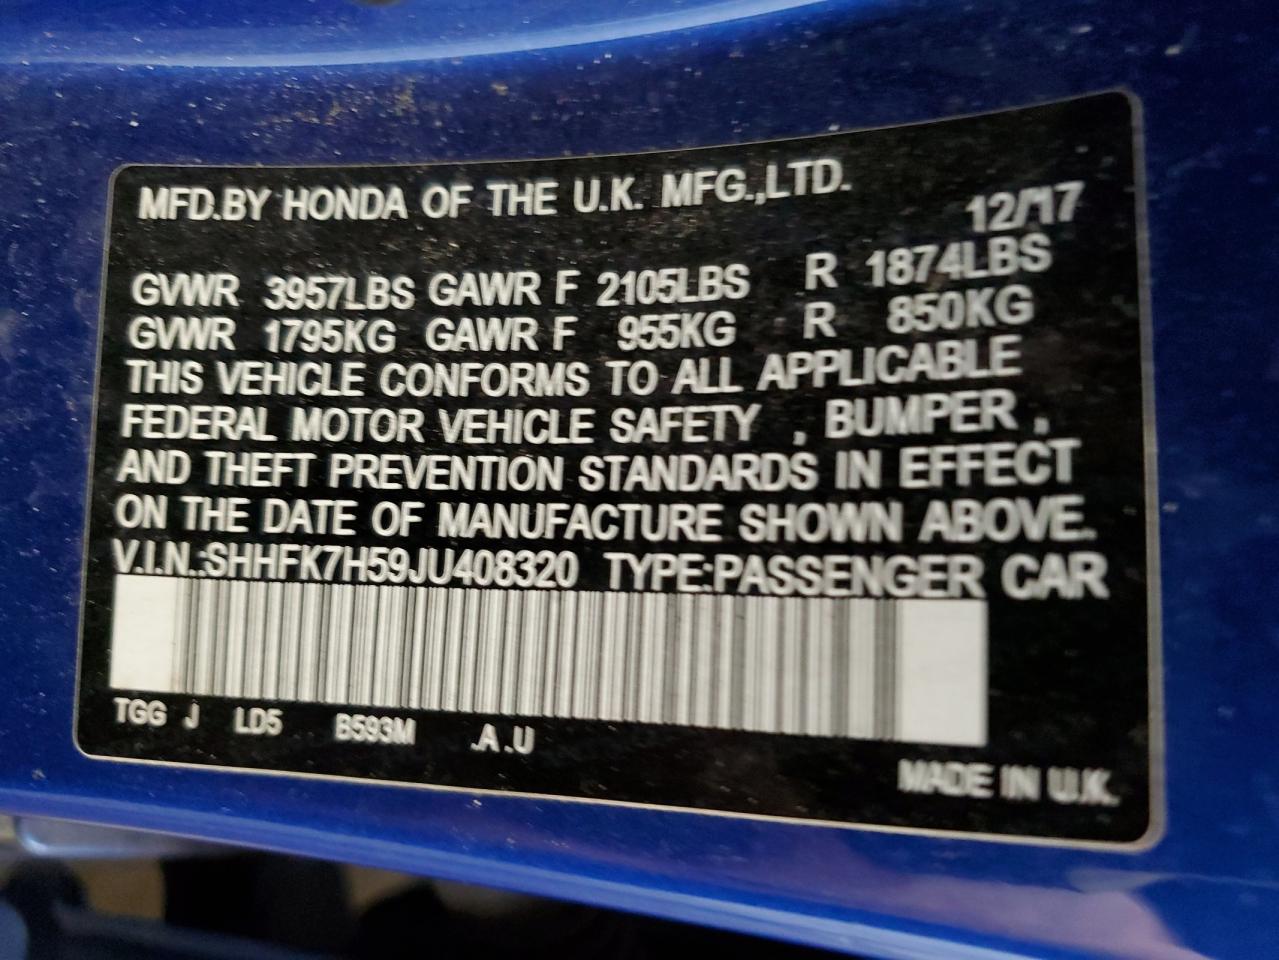 MFD.BY HONDA OF THE U.K. MFG.,LTD.
12/17
GVWR 3957LBS GAWR F 2105LBS R 1874LBS
GVWR 1795KG GAWR F 955KG R 850KG
THIS VEHICLE CONFORMS TO ALL APPLICABLE
FEDERAL MOTOR VEHICLE SAFETY , BUMPER ,
AND THEFT PREVENTION STANDARDS IN EFFECT
ON THE DATE OF MANUFACTURE SHOWN ABOVE.
V.I.N.:SHHFK7H59JU408320 TYPE:PASSENGER CAR
TGG J LD5 B593M .A .U
MADE IN U.K.